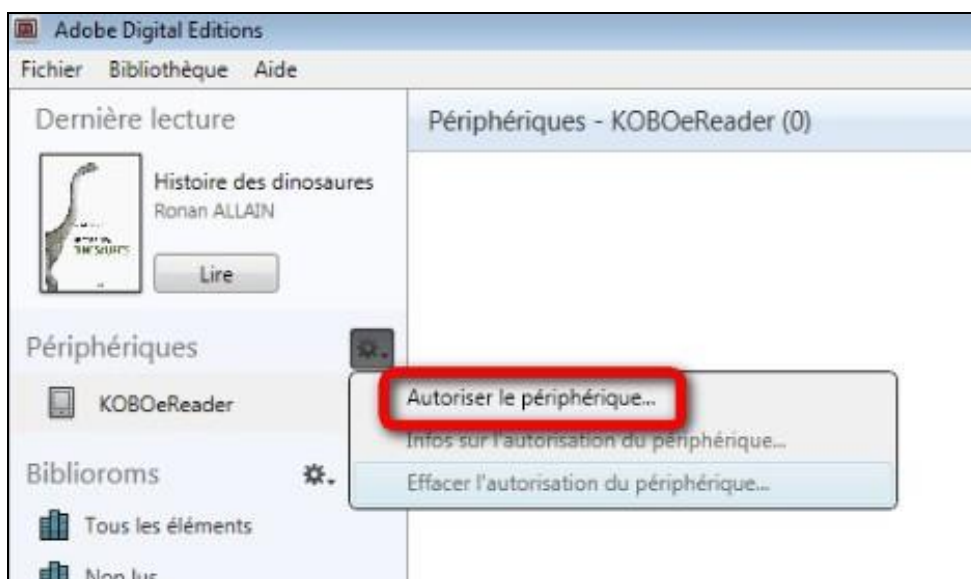 Adobe Digital Editions
Fichier Bibliothèque Aide
Dernière lecture
Histoire des dinosaures
Ronan ALLAIN
Lire
Périphériques - KOBOeReader (0)
Périphériques
KOBOeReader
Autoriser le périphérique...
Infos sur l'autorisation du périphérique...
Effacer l'autorisation du périphérique...
Biblioroms
Tous les éléments
Non lus